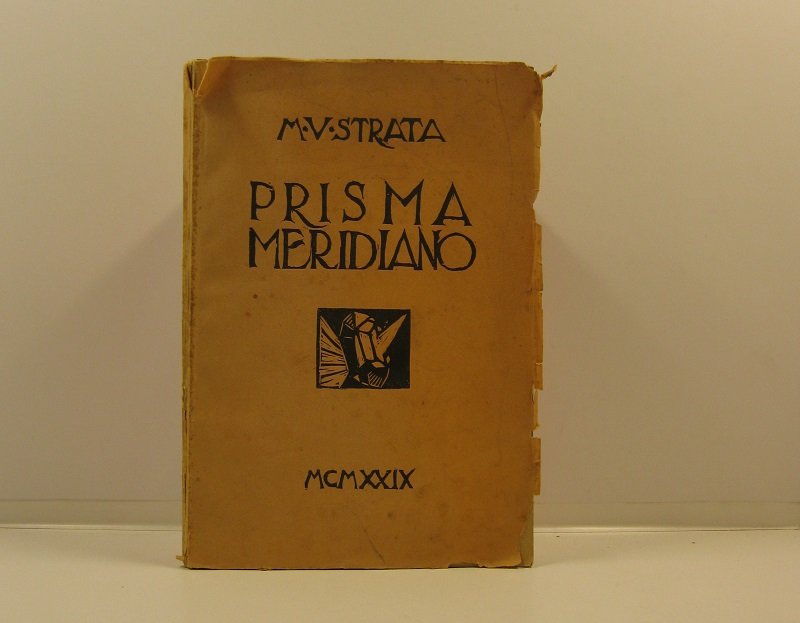 M·V·STRATA
PRISMA
MERIDIANO
MCMXXIX